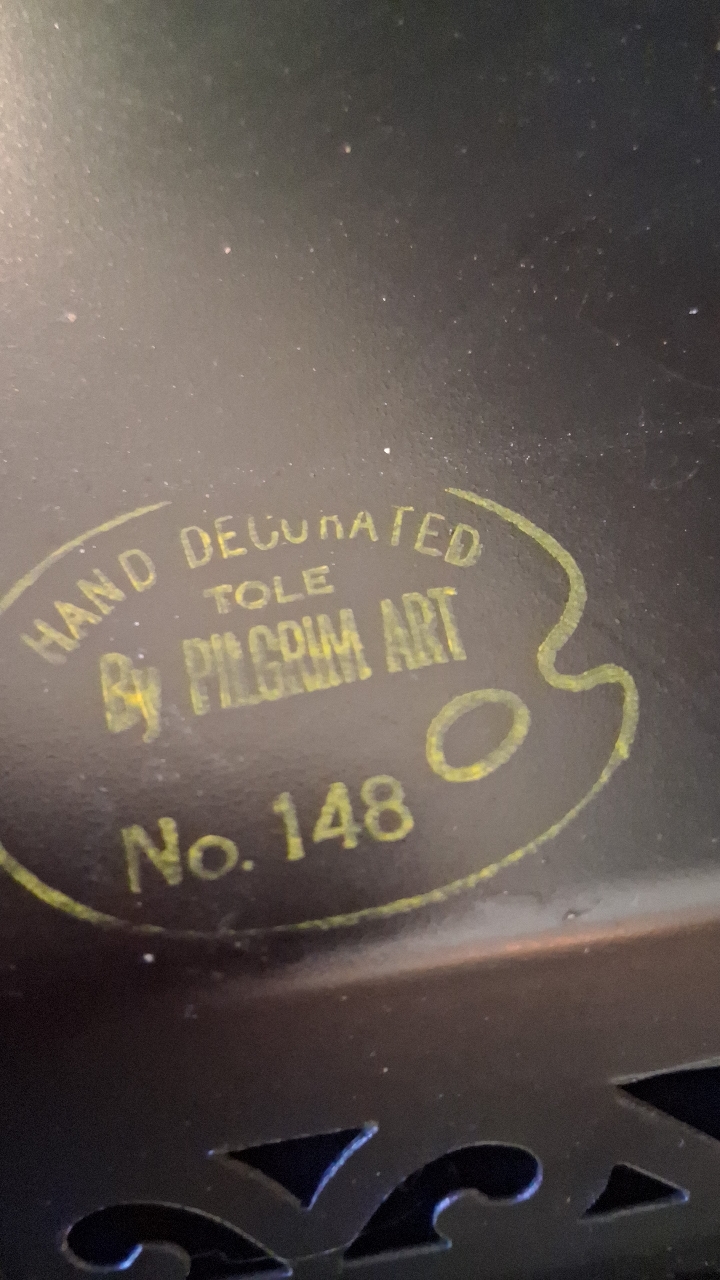 HAND DECORATED
TOLE
By PILGRIM ART
No. 148